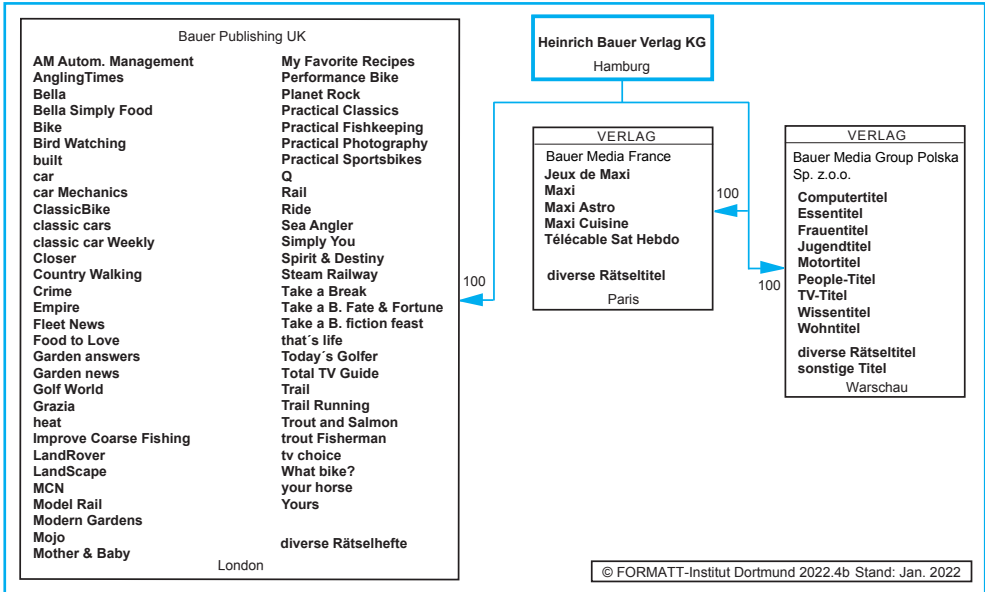 Bauer Publishing UK
AM Autom. Management
AnglingTimes
Bella
Bella Simply Food
Bike
Bird Watching
built
car
car Mechanics
ClassicBike
classic cars
classic car Weekly
Closer
Country Walking
Crime
Empire
Fleet News
Food to Love
Garden answers
Garden news
Golf World
Grazia
heat
Improve Coarse Fishing
LandRover
LandScape
MCN
Model Rail
Modern Gardens
Mojo
Mother & Baby
My Favorite Recipes
Performance Bike
Planet Rock
Practical Classics
Practical Fishkeeping
Practical Photography
Practical Sportsbikes
Q
Rail
Ride
Sea Angler
Simply You
Spirit & Destiny
Steam Railway
Take a Break
Take a B. Fate & Fortune
Take a B. fiction feast
that´s life
Today´s Golfer
Total TV Guide
Trail
Trail Running
Trout and Salmon
trout Fisherman
tv choice
What bike?
your horse
Yours
diverse Rätselhefte
London
100
Heinrich Bauer Verlag KG
Hamburg
VERLAG
Bauer Media France
Jeux de Maxi
Maxi
Maxi Astro
Maxi Cuisine
Télécable Sat Hebdo
diverse Rätseltitel
Paris
100
VERLAG
Bauer Media Group Polska
Sp. z.o.o.
Computertitel
Essentitel
Frauentitel
Jugendtitel
Motortitel
People-Titel
TV-Titel
Wissentitel
Wohntitel
diverse Rätseltitel
sonstige Titel
Warschau
100
© FORMATT-Institut Dortmund 2022.4b Stand: Jan. 2022